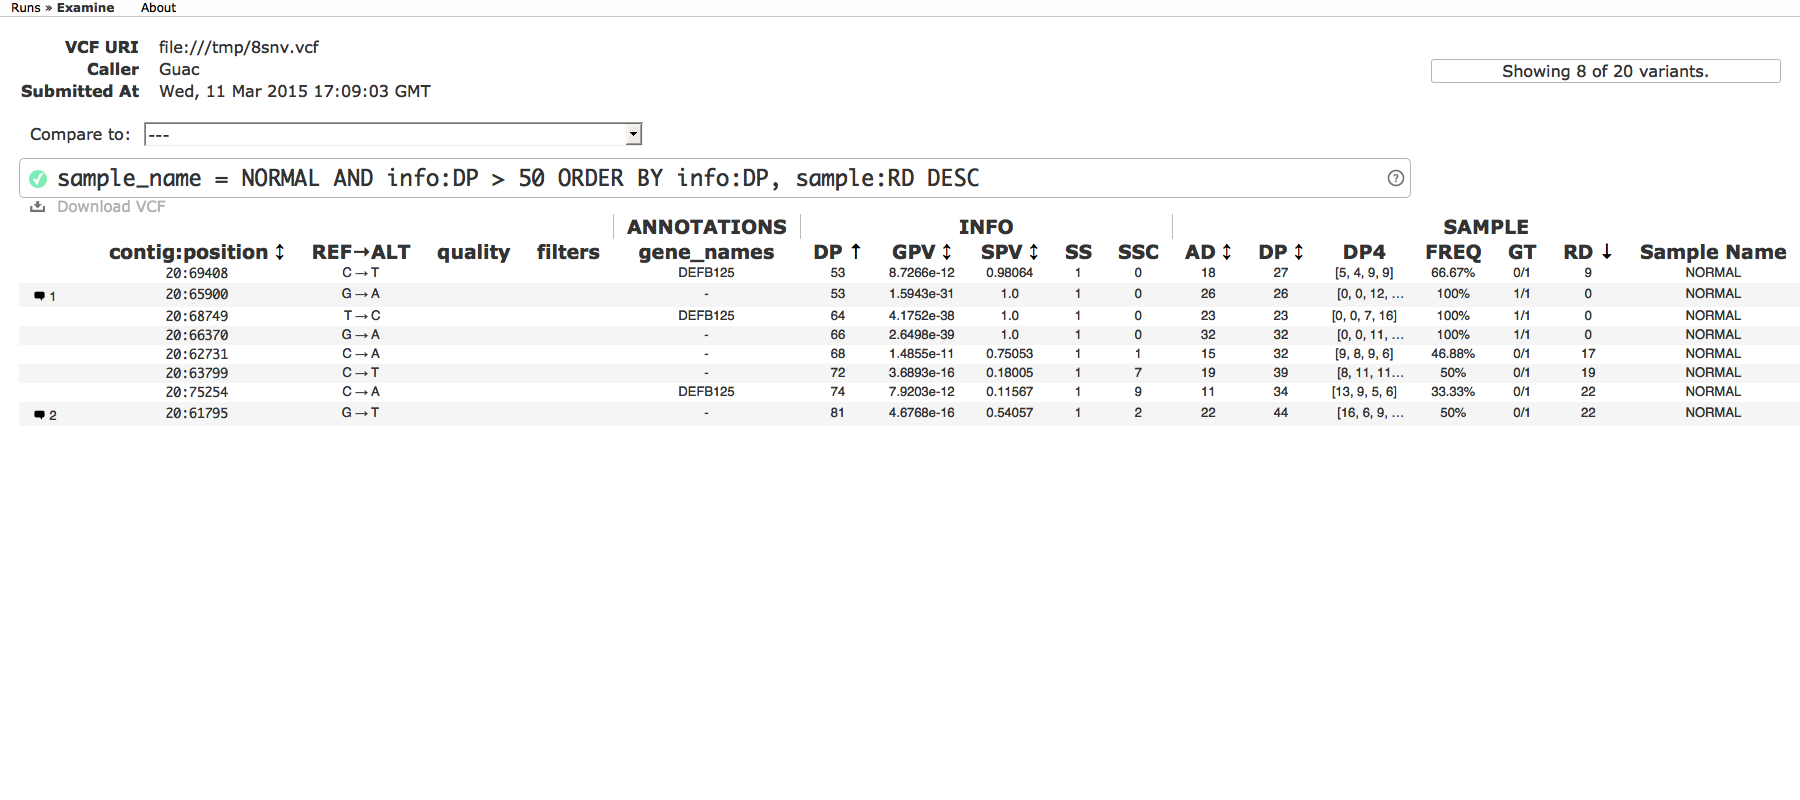 Runs » Examine About
VCF URI file:///tmp/8snv.vcf
Caller Guac
Submitted At Wed, 11 Mar 2015 17:09:03 GMT
Showing 8 of 20 variants.
Compare to: ---
sample_name = NORMAL AND info:DP > 50 ORDER BY info:DP, sample:RD DESC ?
Download VCF
ANNOTATIONS INFO SAMPLE
contig:position ↕ REF→ALT quality filters gene_names DP ↑ GPV ↕ SPV ↕ SS SSC AD ↕ DP ↕ DP4 FREQ GT RD ↓ Sample Name
20:69408 C→T DEFB125 53 8.7266e-12 0.98064 1 0 18 27 [5, 4, 9, 9] 66.67% 0/1 9 NORMAL
1 20:65900 G→A - 53 1.5943e-31 1.0 1 0 26 26 [0, 0, 12, ... 100% 1/1 0 NORMAL
20:68749 T→C DEFB125 64 4.1752e-38 1.0 1 0 23 23 [0, 0, 7, 16] 100% 1/1 0 NORMAL
20:66370 G→A - 66 2.6498e-39 1.0 1 0 32 32 [0, 0, 11, ... 100% 1/1 0 NORMAL
20:62731 C→A - 68 1.4855e-11 0.75053 1 1 15 32 [9, 8, 9, 6] 46.88% 0/1 17 NORMAL
20:63799 C→T - 72 3.6893e-16 0.18005 1 7 19 39 [8, 11, 11... 50% 0/1 19 NORMAL
20:75254 C→A DEFB125 74 7.9203e-12 0.11567 1 9 11 34 [13, 9, 5, 6] 33.33% 0/1 22 NORMAL
2 20:61795 G→T - 81 4.6768e-16 0.54057 1 2 22 44 [16, 6, 9, ... 50% 0/1 22 NORMAL